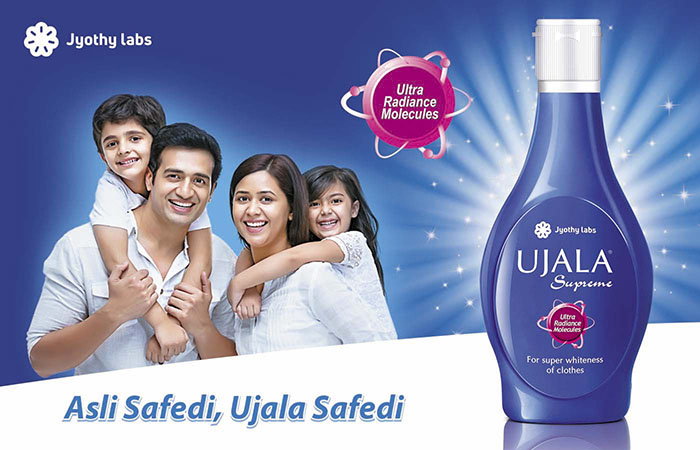 Jyothy labs
Ultra
Radiance
Molecules
Jyothy labs
UJALA®
Supreme
Ultra
Radiance
Molecules
For super whiteness
of clothes
Asli Safedi, Ujala Safedi